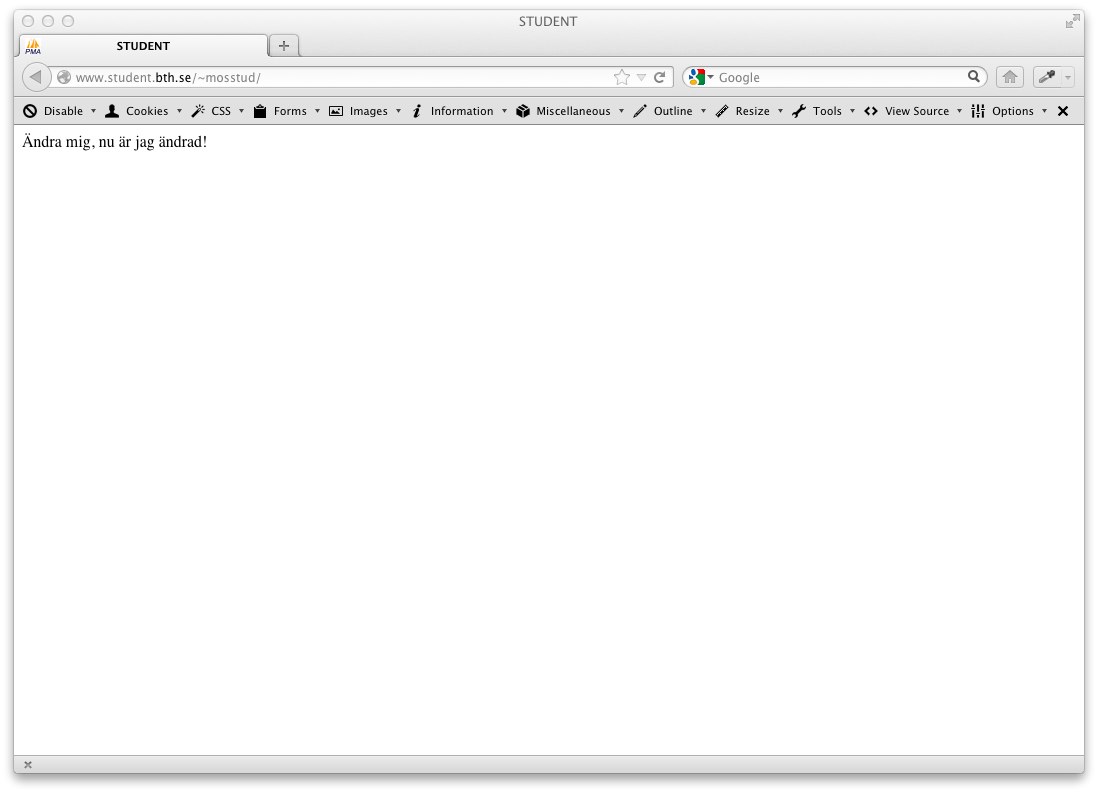 STUDENT
PMA STUDENT
www.student.bth.se/~mosstud/ Google
Disable Cookies CSS Forms Images Information Miscellaneous Outline Resize Tools View Source Options
Ändra mig, nu är jag ändrad!